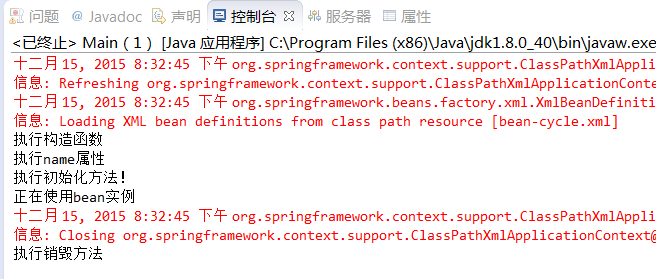 问题 @ Javadoc 声明 控制台 服务器 属性
<已终止> Main（1）[Java 应用程序] C:\Program Files (x86)\Java\jdk1.8.0_40\bin\javaw.exe
十二月 15, 2015 8:32:45 下午 org.springframework.context.support.ClassPathXmlAppli
信息: Refreshing org.springframework.context.support.ClassPathXmlApplicationConte
十二月 15, 2015 8:32:45 下午 org.springframework.beans.factory.xml.XmlBeanDefiniti
信息: Loading XML bean definitions from class path resource [bean-cycle.xml]
执行构造函数
执行name属性
执行初始化方法!
正在使用bean实例
十二月 15, 2015 8:32:45 下午 org.springframework.context.support.ClassPathXmlAppli
信息: Closing org.springframework.context.support.ClassPathXmlApplicationContext@
执行销毁方法